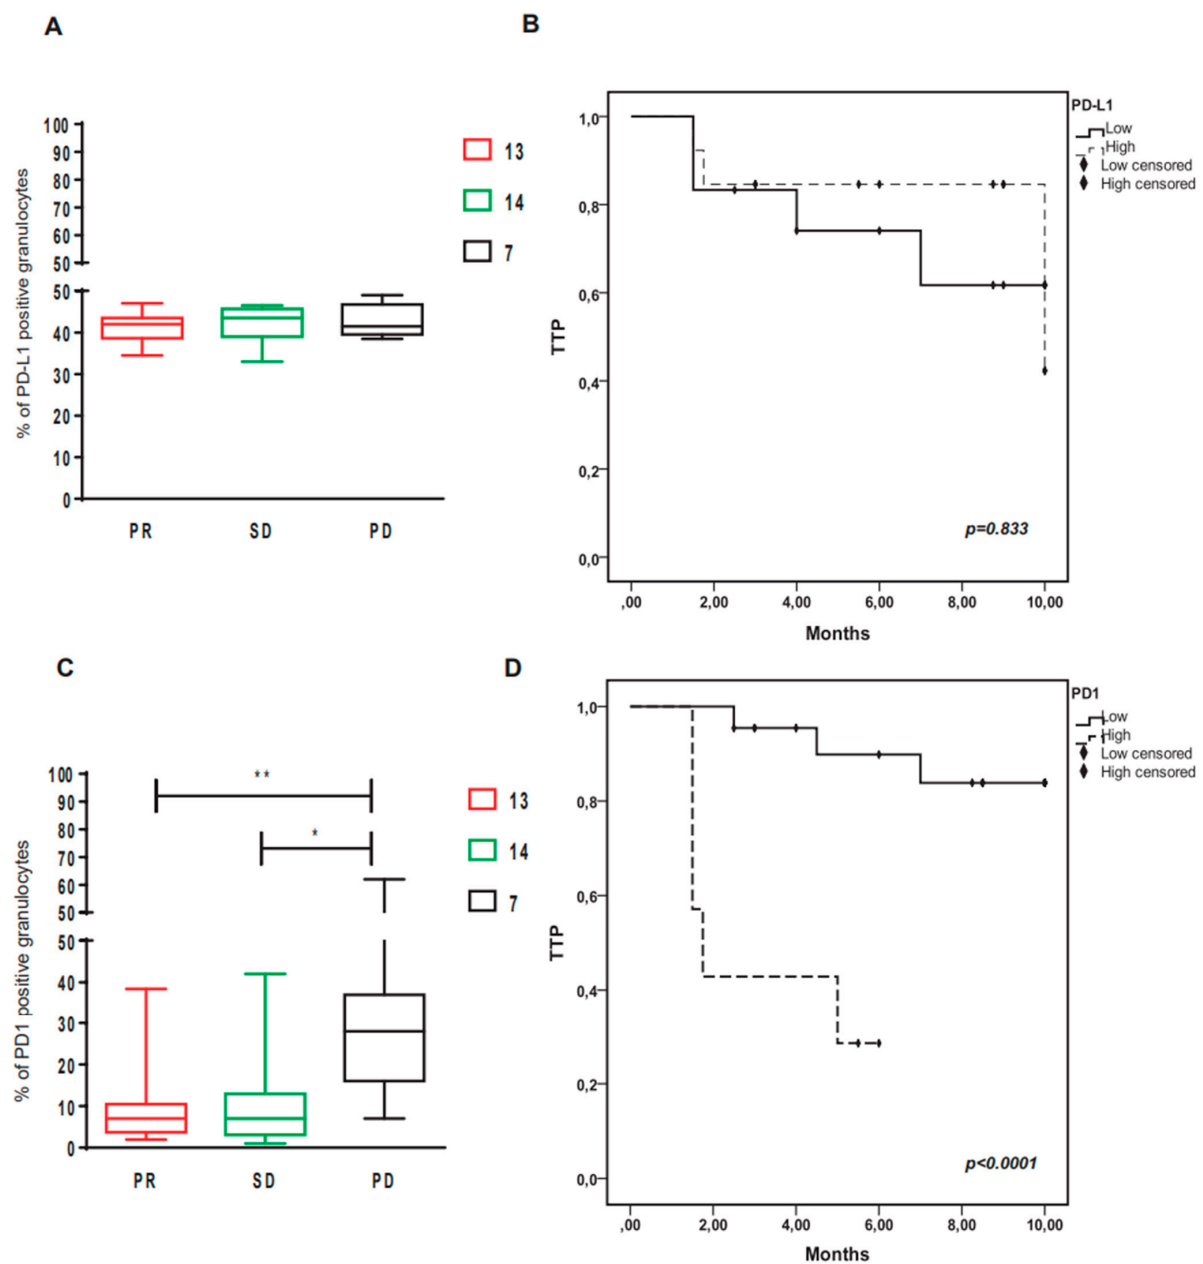 A
% of PD-L1 positive granulocytes
100
90
80
70
60
50
50
40
30
20
10
0
PR SD PD
13
14
7
B
TTP
1,0
0,8
0,6
0,4
0,2
0,0
,00 2,00 4,00 6,00 8,00 10,00
Months
p=0.833
PD-L1
Low
High
Low censored
High censored
C
% of PD1 positive granulocytes
100
90
80
70
60
50
50
40
30
20
10
0
**
*
PR SD PD
13
14
7
D
TTP
1,0
0,8
0,6
0,4
0,2
0,0
,00 2,00 4,00 6,00 8,00 10,00
Months
p<0.0001
PD1
Low
High
Low censored
High censored